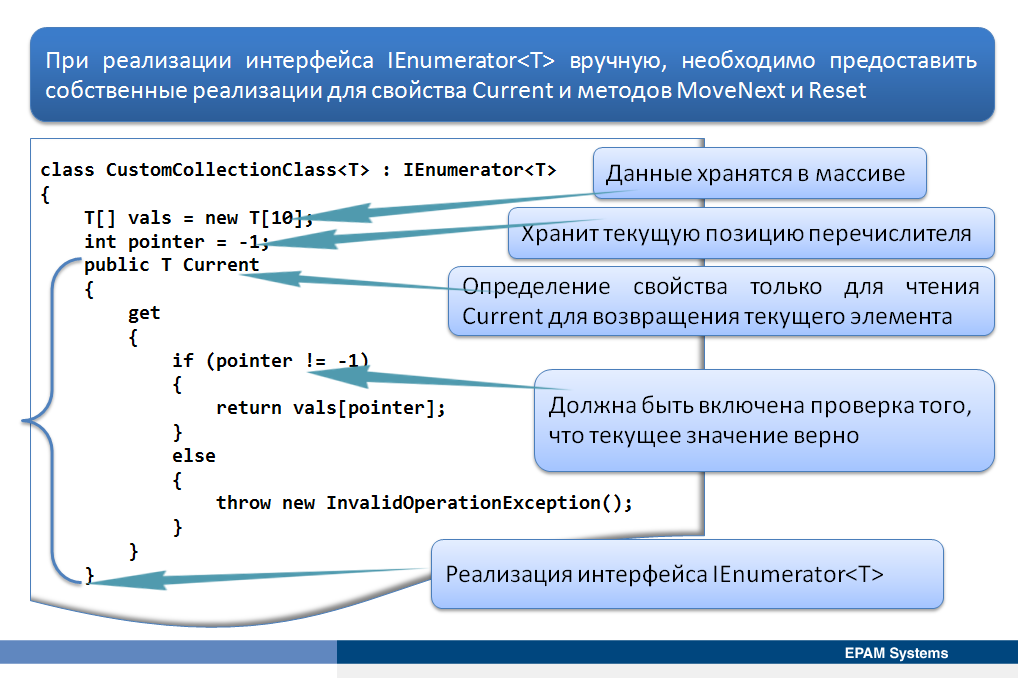 При реализации интерфейса IEnumerator<T> вручную, необходимо предоставить
собственные реализации для свойства Current и методов MoveNext и Reset
class CustomCollectionClass<T> : IEnumerator<T>
{
    T[] vals = new T[10];
    int pointer = -1;
    public T Current
    {
        get
        {
            if (pointer != -1)
            {
                return vals[pointer];
            }
            else
            {
                throw new InvalidOperationException();
            }
        }
    }
Данные хранятся в массиве
Хранит текущую позицию перечислителя
Определение свойства только для чтения
Current для возвращения текущего элемента
Должна быть включена проверка того,
что текущее значение верно
Реализация интерфейса IEnumerator<T>
EPAM Systems